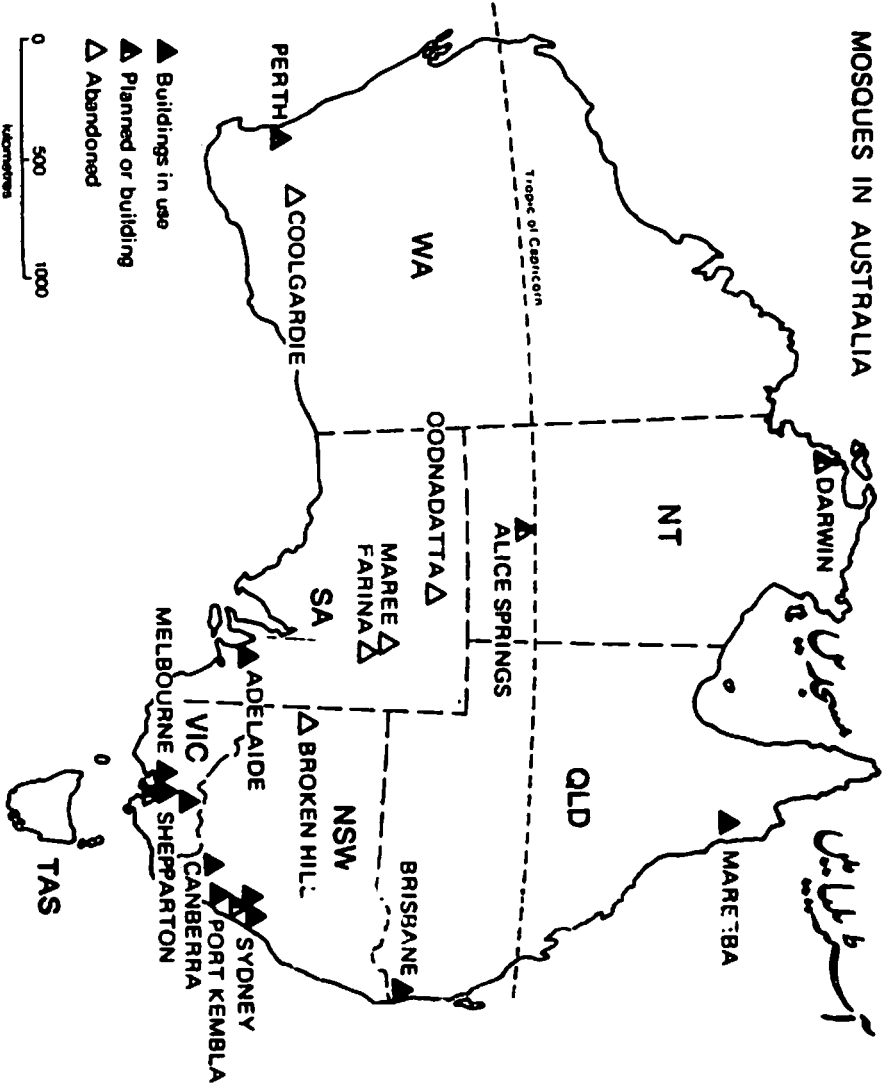 MOSQUES IN AUSTRALIA
DARWIN
NT
MAREEBA
QLD
Tropic of Capricorn
ALICE SPRINGS
WA
OODNADATTA
MAREE
FARINA
BRISBANE
SA
NSW
COOLGARDIE
BROKEN HILL
PERTH
ADELAIDE
SYDNEY
PORT KEMBLA
VIC
CANBERRA
MELBOURNE
SHEPPARTON
TAS
Buildings in use
Planned or building
Abandoned
0 500 1000
kilometres